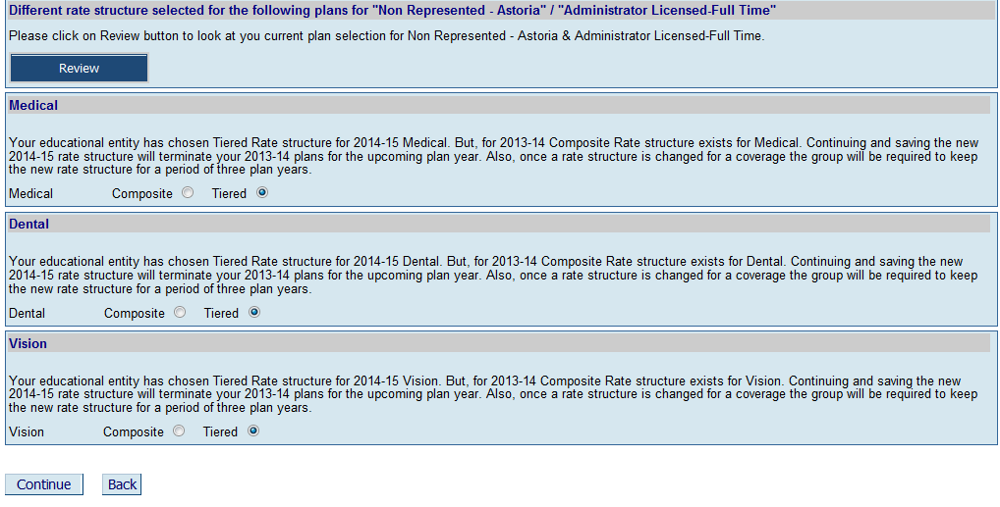 Different rate structure selected for the following plans for "Non Represented - Astoria" / "Administrator Licensed-Full Time"
Please click on Review button to look at you current plan selection for Non Represented - Astoria & Administrator Licensed-Full Time.
Review
Medical
Your educational entity has chosen Tiered Rate structure for 2014-15 Medical. But, for 2013-14 Composite Rate structure exists for Medical. Continuing and saving the new
2014-15 rate structure will terminate your 2013-14 plans for the upcoming plan year. Also, once a rate structure is changed for a coverage the group will be required to keep
the new rate structure for a period of three plan years.
Medical Composite Tiered
Dental
Your educational entity has chosen Tiered Rate structure for 2014-15 Dental. But, for 2013-14 Composite Rate structure exists for Dental. Continuing and saving the new
2014-15 rate structure will terminate your 2013-14 plans for the upcoming plan year. Also, once a rate structure is changed for a coverage the group will be required to keep
the new rate structure for a period of three plan years.
Dental Composite Tiered
Vision
Your educational entity has chosen Tiered Rate structure for 2014-15 Vision. But, for 2013-14 Composite Rate structure exists for Vision. Continuing and saving the new
2014-15 rate structure will terminate your 2013-14 plans for the upcoming plan year. Also, once a rate structure is changed for a coverage the group will be required to keep
the new rate structure for a period of three plan years.
Vision Composite Tiered
Continue Back